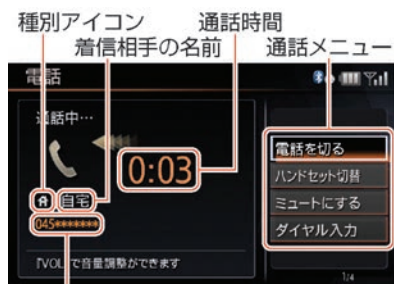 種別アイコン
通話時間
着信相手の名前
通話メニュー
電話
通話中…
0:03
自宅
045*******
『VOL』で音量調整ができます
電話を切る
ハンドセット切替
ミュートにする
ダイヤル入力
1/4